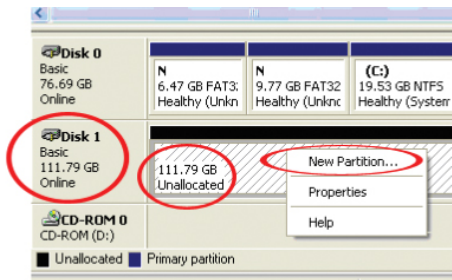 Disk 0
Basic
76.69 GB
Online
N
6.47 GB FAT3
Healthy (Unkn
N
9.77 GB FAT32
Healthy (Unkn
(C:)
19.53 GB NTFS
Healthy (System
Disk 1
Basic
111.79 GB
Online
111.79 GB
Unallocated
New Partition...
Properties
Help
CD-ROM 0
CD-ROM (D:)
Unallocated
Primary partition